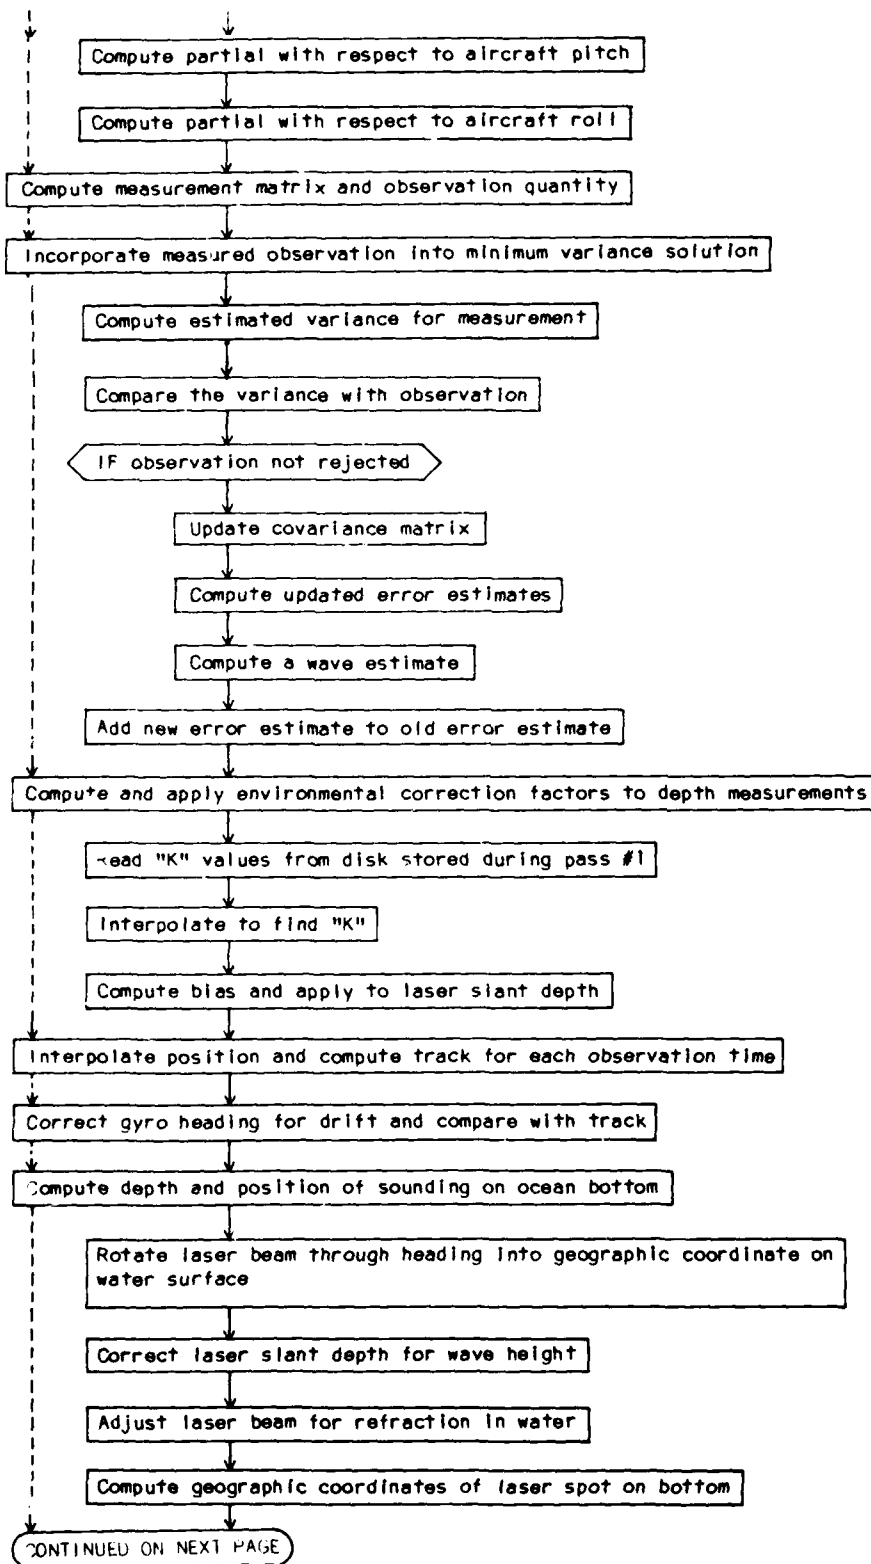 Compute partial with respect to aircraft pitch
Compute partial with respect to aircraft roll
Compute measurement matrix and observation quantity
Incorporate measured observation into minimum variance solution
Compute estimated variance for measurement
Compare the variance with observation
IF observation not rejected
Update covariance matrix
Compute updated error estimates
Compute a wave estimate
Add new error estimate to old error estimate
Compute and apply environmental correction factors to depth measurements
Read "K" values from disk stored during pass #1
Interpolate to find "K"
Compute bias and apply to laser slant depth
Interpolate position and compute track for each observation time
Correct gyro heading for drift and compare with track
Compute depth and position of sounding on ocean bottom
Rotate laser beam through heading into geographic coordinate on
water surface
Correct laser slant depth for wave height
Adjust laser beam for refraction in water
Compute geographic coordinates of laser spot on bottom
CONTINUED ON NEXT PAGE